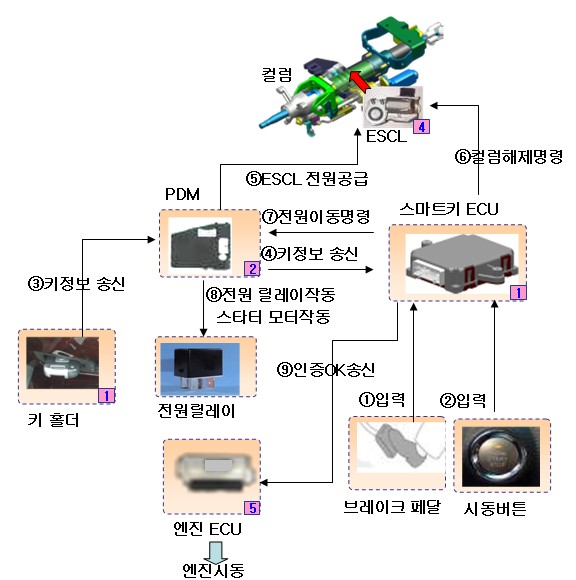 컬럼
ESCL
4
⑥컬럼해제명령
⑤ESCL 전원공급
PDM
스마트키 ECU
⑦전원이동명령
④키정보 송신
2
1
③키정보 송신
⑧전원 릴레이작동
스타터 모터작동
⑨인증OK송신
①입력
②입력
1
키 홀더
전원릴레이
브레이크 페달
시동버튼
5
엔진 ECU
엔진시동